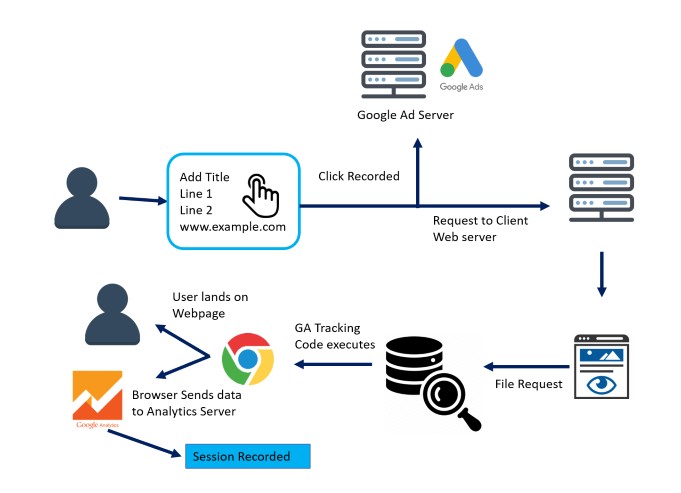 Google Ads
Google Ad Server
Add Title
Line 1
Line 2
www.example.com
Click Recorded
Request to Client
Web server
User lands on
Webpage
GA Tracking
Code executes
File Request
Browser Sends data
to Analytics Server
Google Analytics
Session Recorded